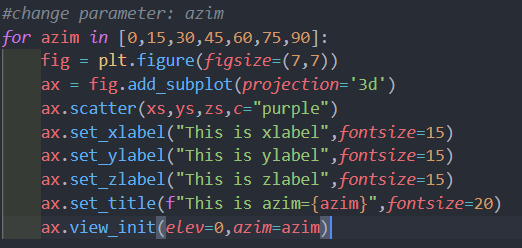 #change parameter: azim
for azim in [0,15,30,45,60,75,90]:
    fig = plt.figure(figsize=(7,7))
    ax = fig.add_subplot(projection='3d')
    ax.scatter(xs,ys,zs,c="purple")
    ax.set_xlabel("This is xlabel",fontsize=15)
    ax.set_ylabel("This is ylabel",fontsize=15)
    ax.set_zlabel("This is zlabel",fontsize=15)
    ax.set_title(f"This is azim={azim}",fontsize=20)
    ax.view_init(elev=0,azim=azim)